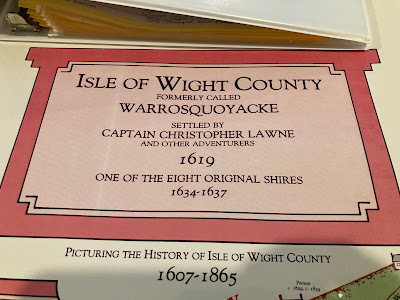 ISLE OF WIGHT COUNTY
FORMERLY CALLED
WARROSQUOYACKE
SETTLED BY
CAPTAIN CHRISTOPHER LAWNE
AND OTHER ADVENTURERS
1619
ONE OF THE EIGHT ORIGINAL SHIRES
1634-1637
PICTURING THE HISTORY OF ISLE OF WIGHT COUNTY
1607-1865